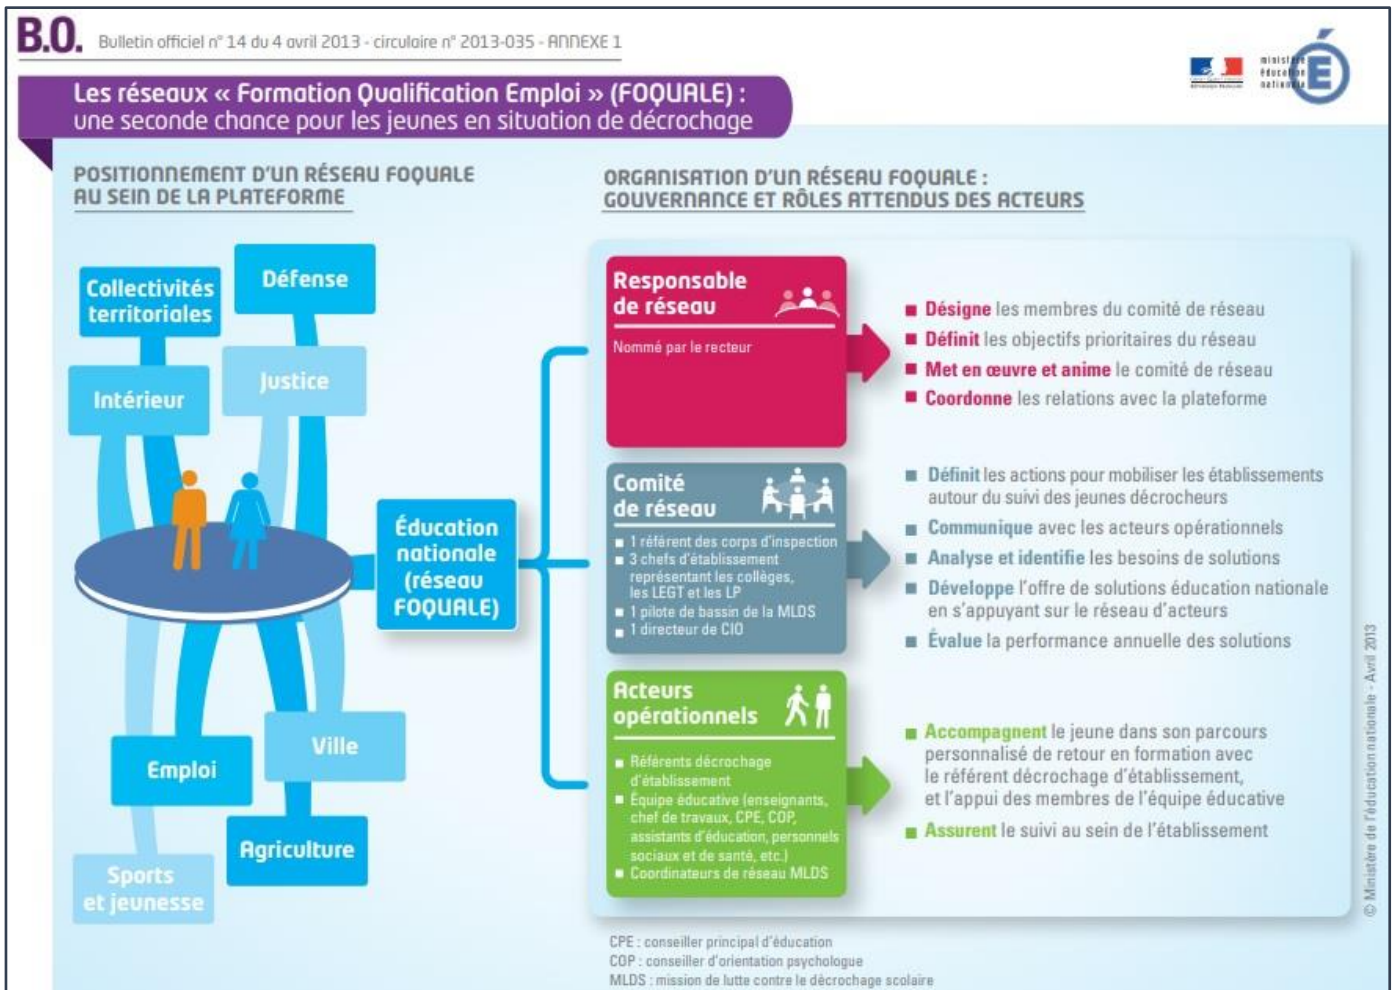 B.O. Bulletin officiel n° 14 du 4 avril 2013 - circulaire n° 2013-035 - ANNEXE 1
RÉPUBLIQUE FRANÇAISE
ministère
éducation
nationale
Les réseaux « Formation Qualification Emploi » (FOQUALE) :
une seconde chance pour les jeunes en situation de décrochage
POSITIONNEMENT D'UN RÉSEAU FOQUALE
AU SEIN DE LA PLATEFORME
Collectivités
territoriales
Défense
Intérieur
Justice
Éducation
nationale
(réseau
FOQUALE)
Emploi
Ville
Agriculture
Sports
et jeunesse
ORGANISATION D'UN RÉSEAU FOQUALE :
GOUVERNANCE ET RÔLES ATTENDUS DES ACTEURS
Responsable
de réseau
Nommé par le recteur
■ Désigne les membres du comité de réseau
■ Définit les objectifs prioritaires du réseau
■ Met en œuvre et anime le comité de réseau
■ Coordonne les relations avec la plateforme
Comité
de réseau
■ 1 référent des corps d'inspection
■ 3 chefs d'établissement
représentant les collèges,
les LEGT et les LP
■ 1 pilote de bassin de la MLDS
■ 1 directeur de CIO
■ Définit les actions pour mobiliser les établissements
autour du suivi des jeunes décrocheurs
■ Communique avec les acteurs opérationnels
■ Analyse et identifie les besoins de solutions
■ Développe l'offre de solutions éducation nationale
en s'appuyant sur le réseau d'acteurs
■ Évalue la performance annuelle des solutions
Acteurs
opérationnels
■ Référents décrochage
d'établissement
■ Équipe éducative (enseignants,
chef de travaux, CPE, COP,
assistants d'éducation, personnels
sociaux et de santé, etc.)
■ Coordinateurs de réseau MLDS
■ Accompagnent le jeune dans son parcours
personnalisé de retour en formation avec
le référent décrochage d'établissement,
et l'appui des membres de l'équipe éducative
■ Assurent le suivi au sein de l'établissement
CPE : conseiller principal d'éducation
COP : conseiller d'orientation psychologue
MLDS : mission de lutte contre le décrochage scolaire
© Ministère de l'éducation nationale - Avril 2013